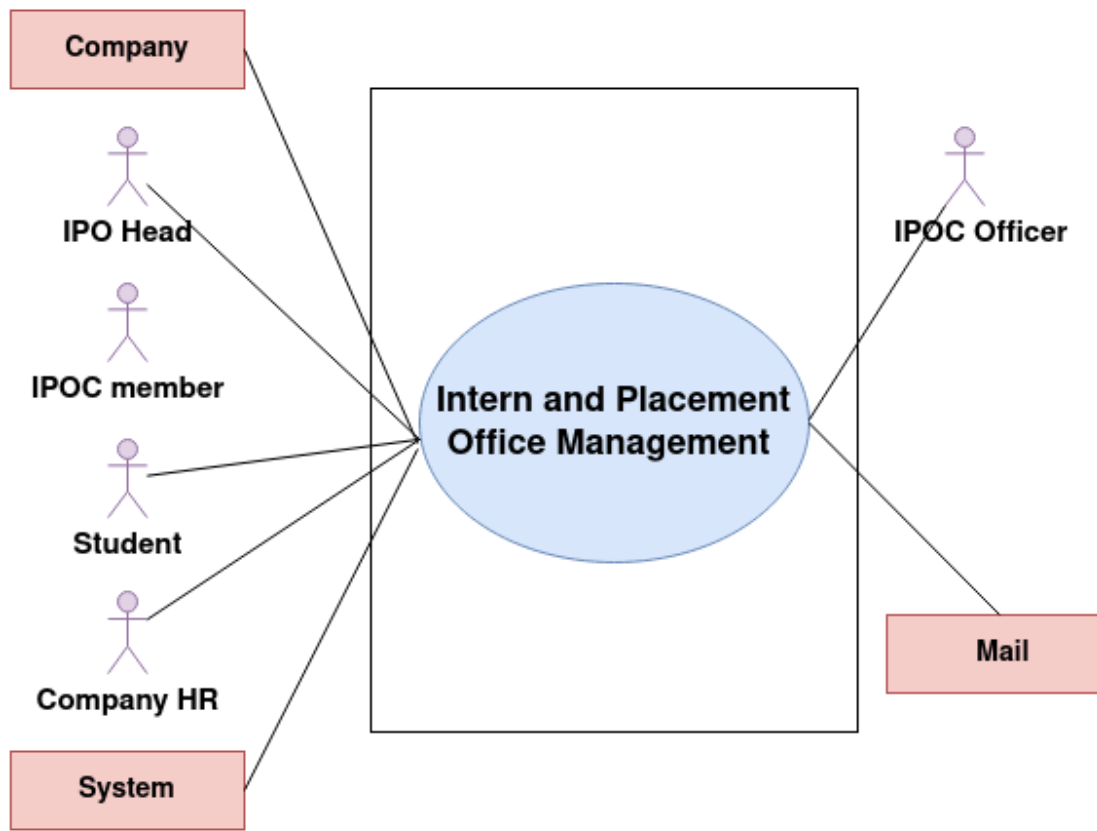 Company
IPO Head
IPOC member
Student
Company HR
System
Intern and Placement
Office Management
IPOC Officer
Mail